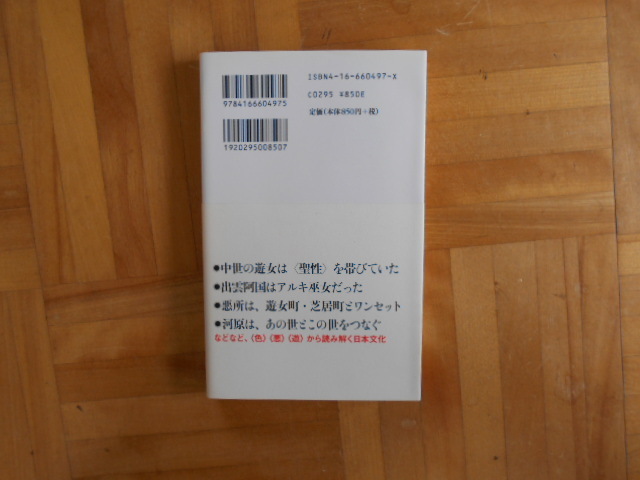 ISBN4-16-660497-X
9784166604975
C0295 ¥850E
定価(本体850円+税)
1920295008507
●中世の遊女は〈聖性〉を帯びていた
●出雲阿国はアルキ巫女だった
●悪所は、遊女町・芝居町とワンセット
●河原は、あの世とこの世をつなぐ
などなど、〈色〉〈悪〉〈遊〉から読み解く日本文化